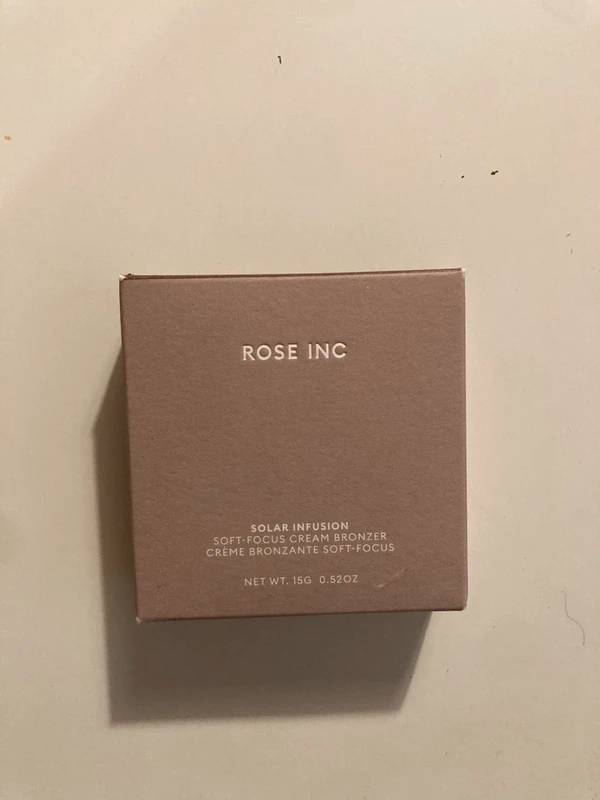 ROSE INC
SOLAR INFUSION
SOFT-FOCUS CREAM BRONZER
CRÈME BRONZANTE SOFT-FOCUS
NET WT. 15G 0.52OZ